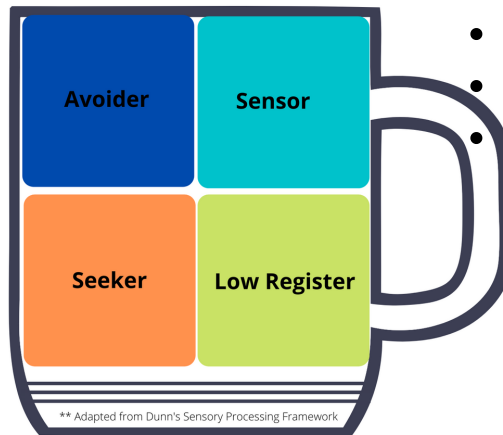 Avoider
Sensor
Seeker
Low Register
** Adapted from Dunn's Sensory Processing Framework